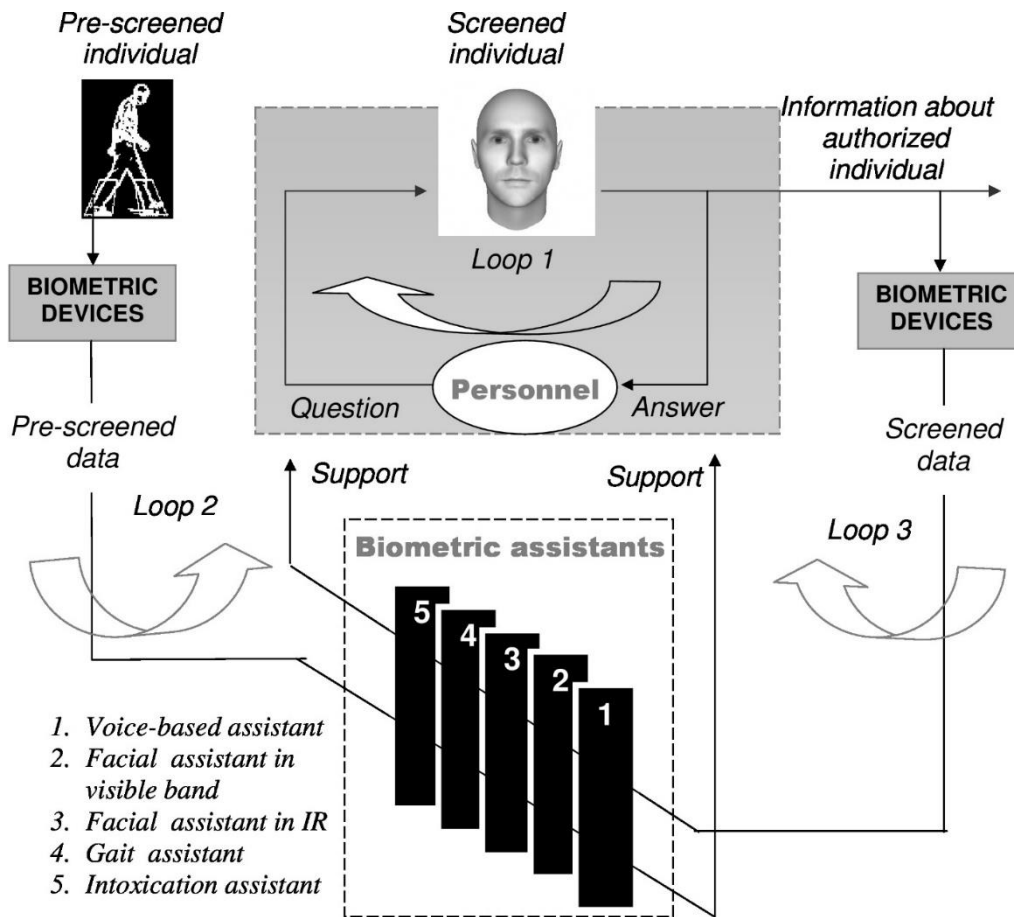 Pre-screened
individual
Screened
individual
Information about
authorized
individual
Loop 1
BIOMETRIC
DEVICES
BIOMETRIC
DEVICES
Personnel
Question
Answer
Pre-screened
data
Screened
data
Support
Support
Loop 2
Loop 3
Biometric assistants
5
4
3
2
1
1. Voice-based assistant
2. Facial assistant in
visible band
3. Facial assistant in IR
4. Gait assistant
5. Intoxication assistant